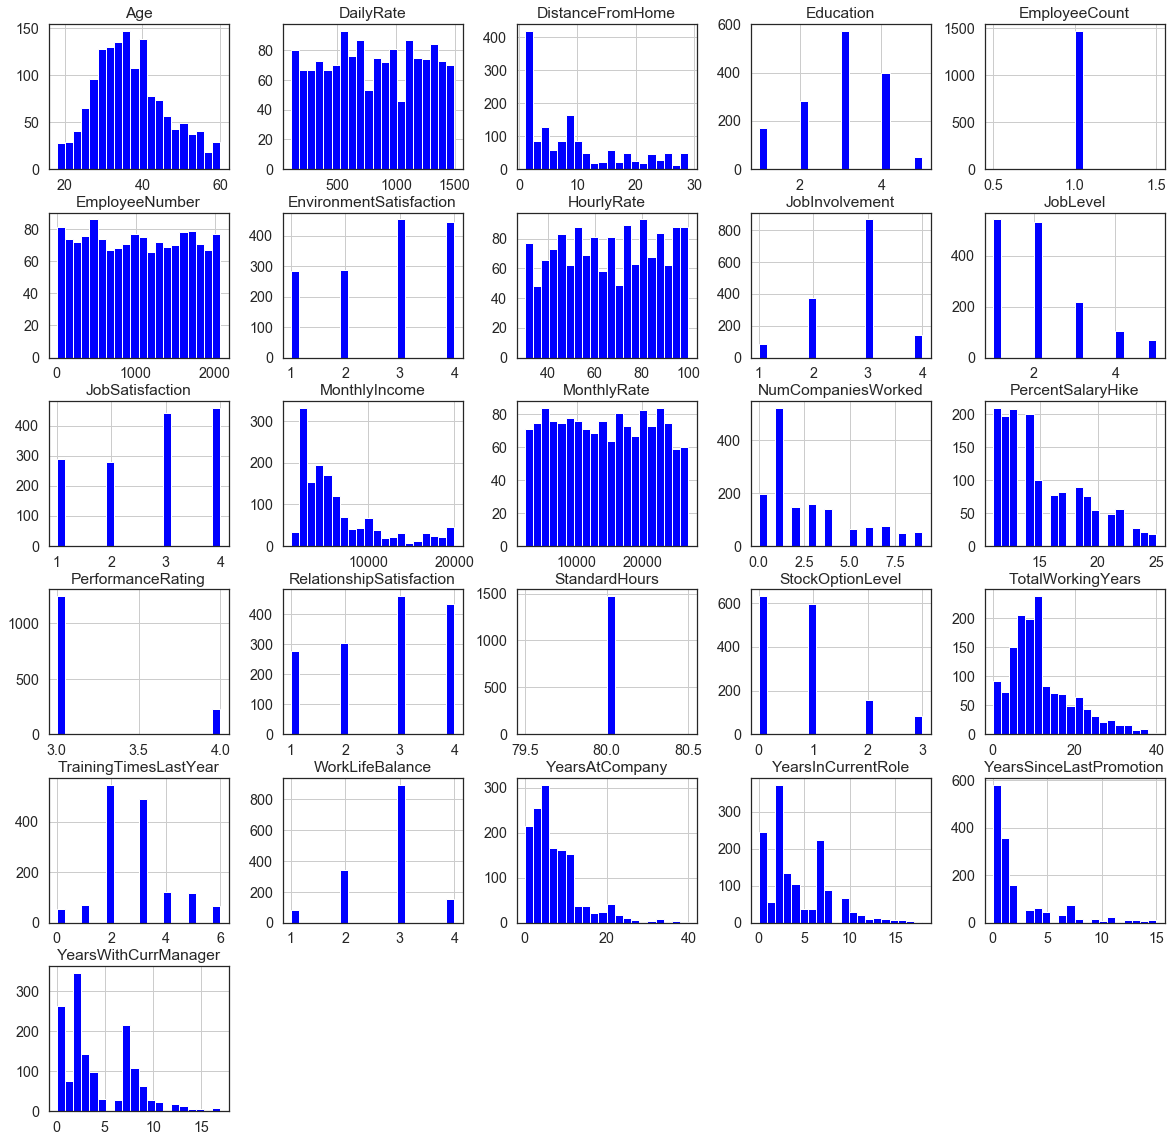 Age DailyRate DistanceFromHome Education EmployeeCount
150 100 50 0
80 60 40 20 0
400 300 200 100 0
600 400 200 0
1500 1000 500 0
20 40 60 500 1000 1500 0 10 20 30 2 4 0.5 1.0 1.5
EmployeeNumber EnvironmentSatisfaction HourlyRate JobInvolvement JobLevel
80 60 40 20 0
400 300 200 100 0
80 60 40 20 0
800 600 400 200 0
400 200 0
0 1000 2000 1 2 3 4 40 60 80 100 1 2 3 4 2 4
JobSatisfaction MonthlyIncome MonthlyRate NumCompaniesWorked PercentSalaryHike
400 300 200 100 0
300 200 100 0
80 60 40 20 0
400 200 0
200 150 100 50 0
1 2 3 4 10000 20000 10000 20000 0.0 2.5 5.0 7.5 15 20 25
PerformanceRating RelationshipSatisfaction StandardHours StockOptionLevel TotalWorkingYears
1000 500 0
400 300 200 100 0
1500 1000 500 0
600 400 200 0
200 150 100 50 0
3.0 3.5 4.0 1 2 3 4 79.5 80.0 80.5 0 1 2 3 0 20 40
TrainingTimesLastYear WorkLifeBalance YearsAtCompany YearsInCurrentRole YearsSinceLastPromotion
400 200 0
800 600 400 200 0
300 200 100 0
300 200 100 0
600 400 200 0
0 2 4 6 1 2 3 4 0 20 40 0 5 10 15 0 5 10 15
YearsWithCurrManager
300 200 100 0
0 5 10 15